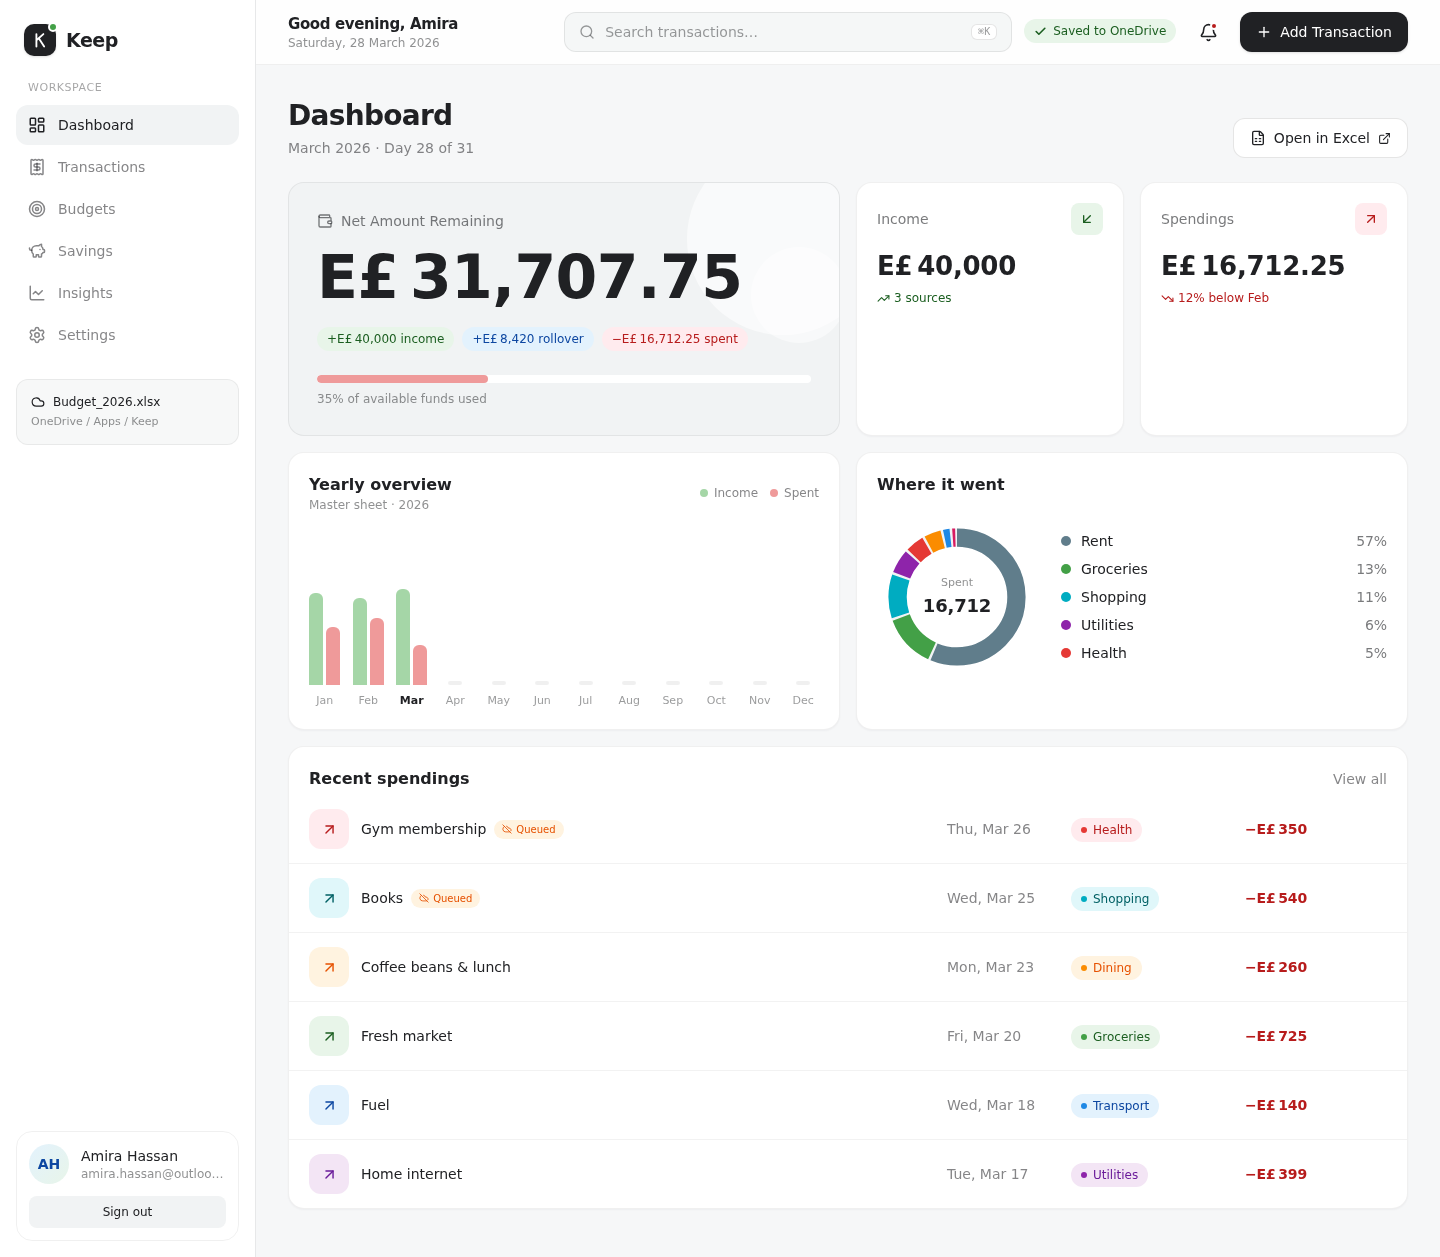 Keep
WORKSPACE
Dashboard
Transactions
Budgets
Savings
Insights
Settings
Budget_2026.xlsx
OneDrive / Apps / Keep
AH
Amira Hassan
amira.hassan@outloo...
Sign out
Good evening, Amira
Saturday, 28 March 2026
Search transactions...
⌘K
Saved to OneDrive
Add Transaction
Dashboard
March 2026 · Day 28 of 31
Open in Excel
Net Amount Remaining
E£ 31,707.75
+E£ 40,000 income
+E£ 8,420 rollover
−E£ 16,712.25 spent
35% of available funds used
Income
E£ 40,000
3 sources
Spendings
E£ 16,712.25
12% below Feb
Yearly overview
Master sheet · 2026
Income Spent
Jan Feb Mar Apr May Jun Jul Aug Sep Oct Nov Dec
Where it went
Spent
16,712
Rent 57%
Groceries 13%
Shopping 11%
Utilities 6%
Health 5%
Recent spendings View all
Gym membership Queued Thu, Mar 26 Health −E£ 350
Books Queued Wed, Mar 25 Shopping −E£ 540
Coffee beans & lunch Mon, Mar 23 Dining −E£ 260
Fresh market Fri, Mar 20 Groceries −E£ 725
Fuel Wed, Mar 18 Transport −E£ 140
Home internet Tue, Mar 17 Utilities −E£ 399